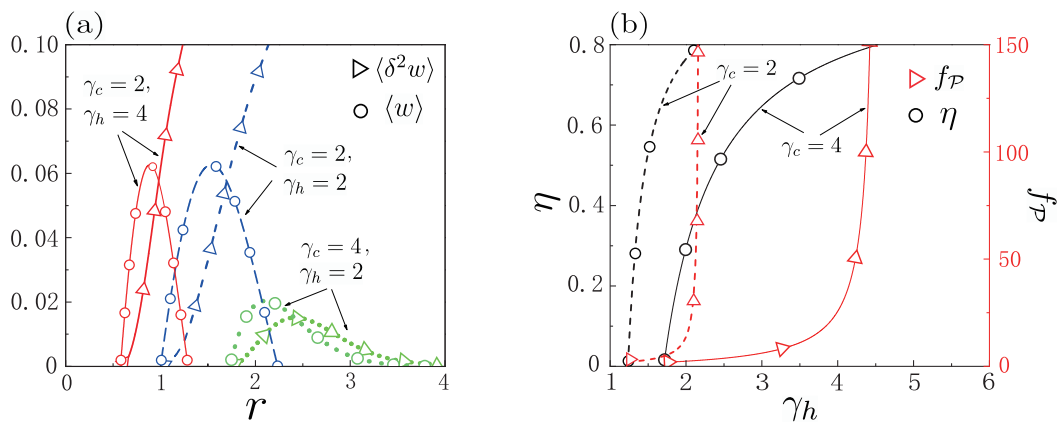 (a)
0.10
0.08
0.06
0.04
0.02
0
0
1
2
3
4
r
γc = 2,
γh = 4
⟨δ²w⟩
⟨w⟩
γc = 2,
γh = 2
γc = 4,
γh = 2
(b)
0.8
0.6
0.4
0.2
0
η
1
2
3
4
5
6
γh
150
100
50
0
f𝒫
γc = 2
f𝒫
η
γc = 4